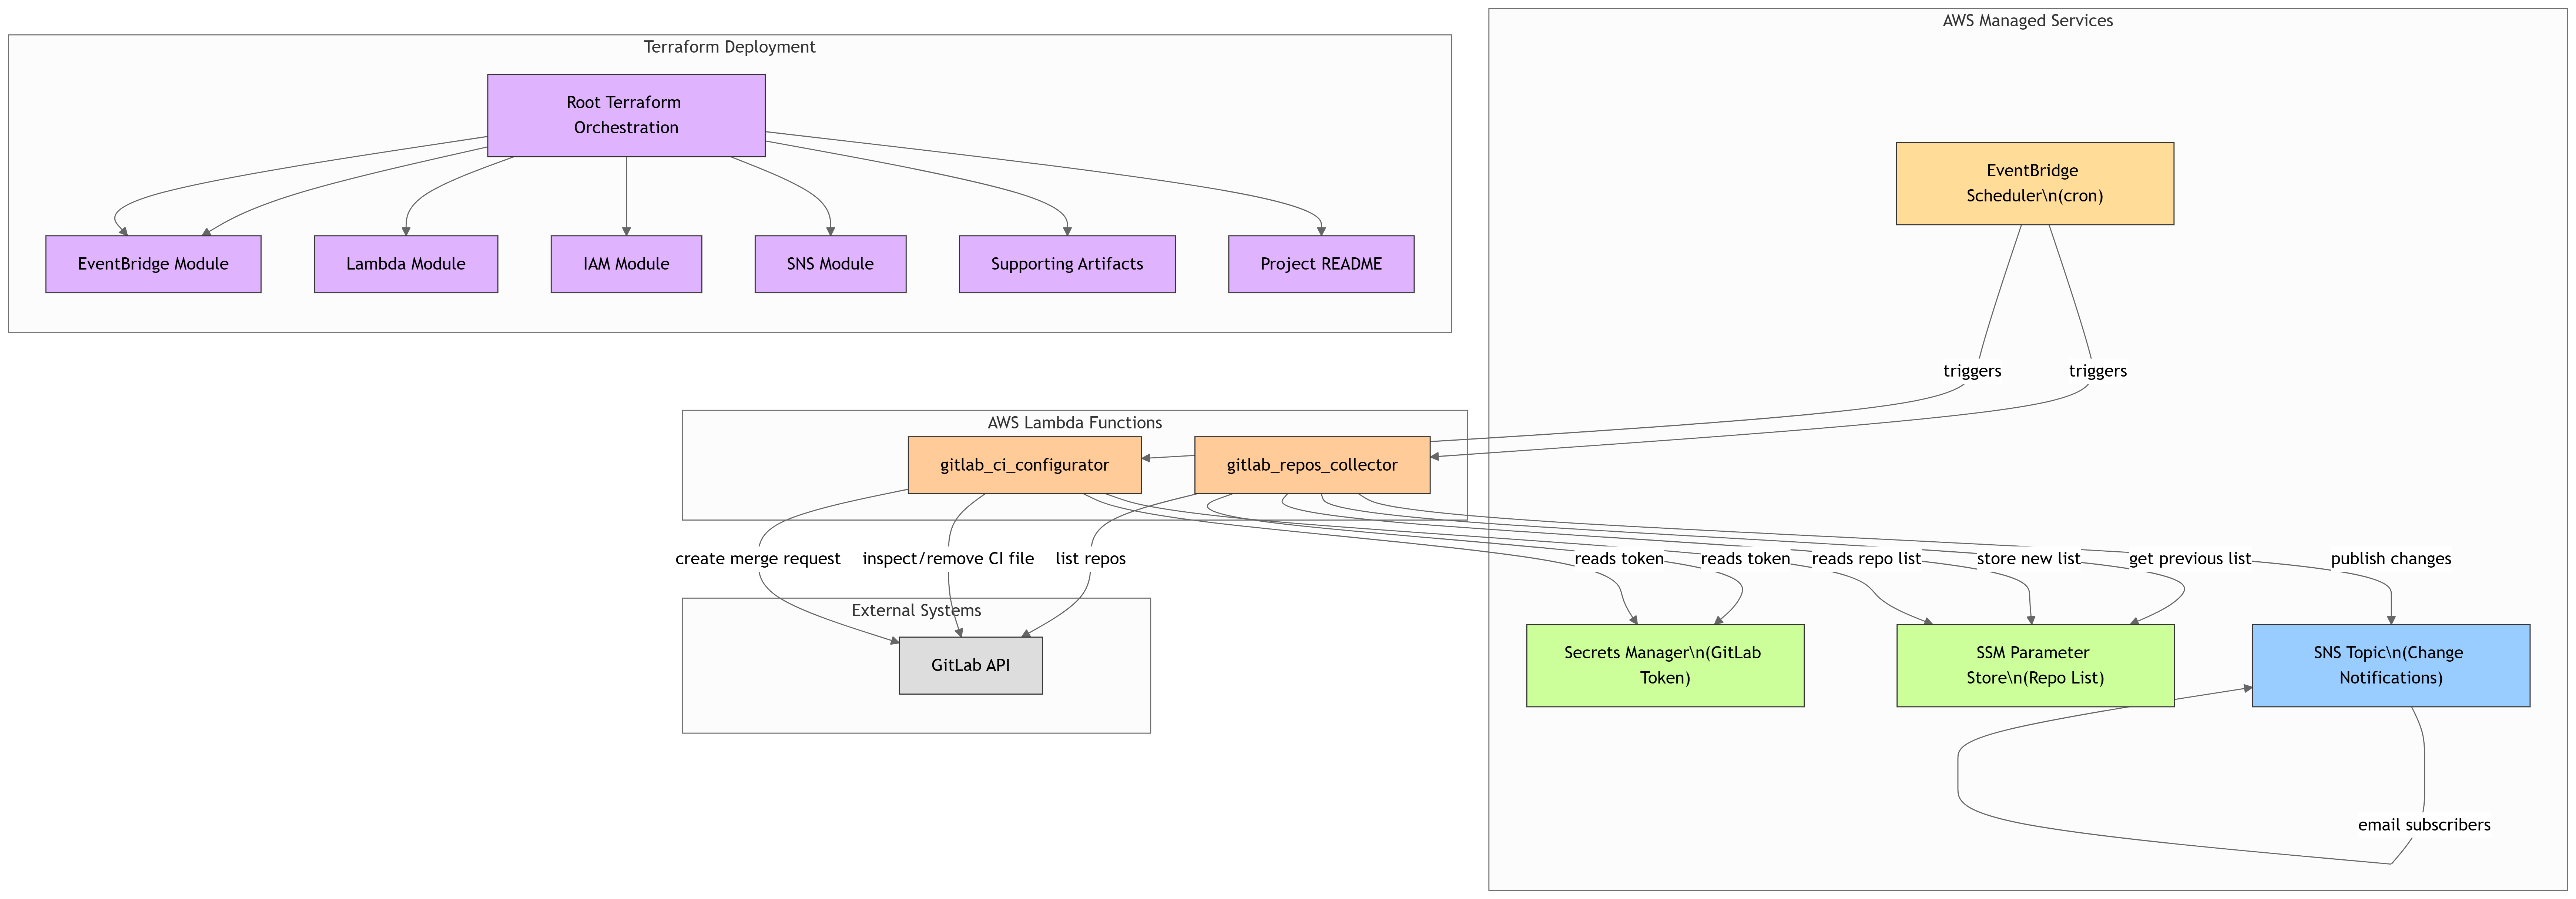 AWS Managed Services
Terraform Deployment
Root Terraform
Orchestration
EventBridge
Scheduler\n(cron)
EventBridge Module
Lambda Module
IAM Module
SNS Module
Supporting Artifacts
Project README
triggers
triggers
AWS Lambda Functions
gitlab_ci_configurator
gitlab_repos_collector
create merge request
inspect/remove CI file
list repos
reads token
reads token
reads repo list
store new list
get previous list
publish changes
External Systems
GitLab API
Secrets Manager\n(GitLab
Token)
SSM Parameter
Store\n(Repo List)
SNS Topic\n(Change
Notifications)
email subscribers